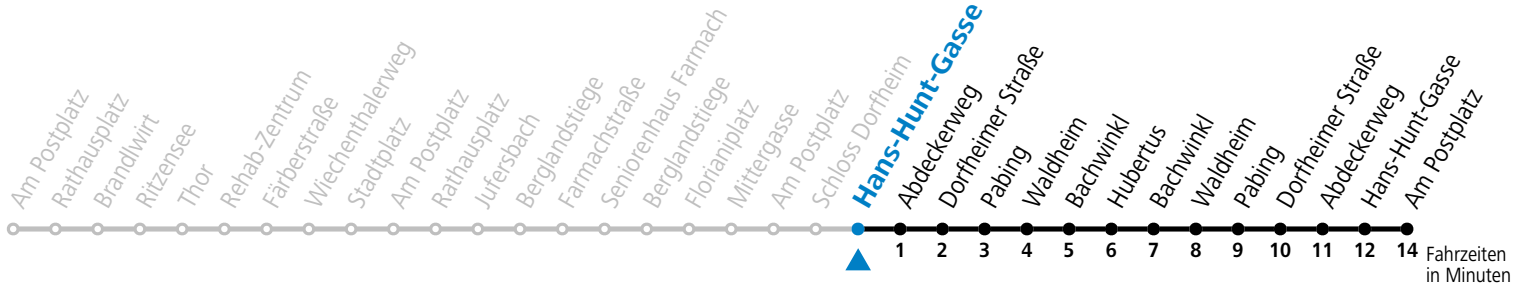 Am Postplatz
Rathausplatz
Brandlwirt
Ritzensee
Thor
Rehab-Zentrum
Färberstraße
Wiechenthalerweg
Stadtplatz
Am Postplatz
Rathausplatz
Jufersbach
Berglandstiege
Farmachstraße
Seniorenhaus Farmach
Berglandstiege
Florianiplatz
Mittergasse
Am Postplatz
Schloss Dorfheim
Hans-Hunt-Gasse
Abdeckerweg
Dorfheimer Straße
Pabing
Waldheim
Bachwinkl
Hubertus
Bachwinkl
Waldheim
Pabing
Dorfheimer Straße
Abdeckerweg
Hans-Hunt-Gasse
Am Postplatz
1 2 3 4 5 6 7 8 9 10 11 12 14 Fahrzeiten
in Minuten